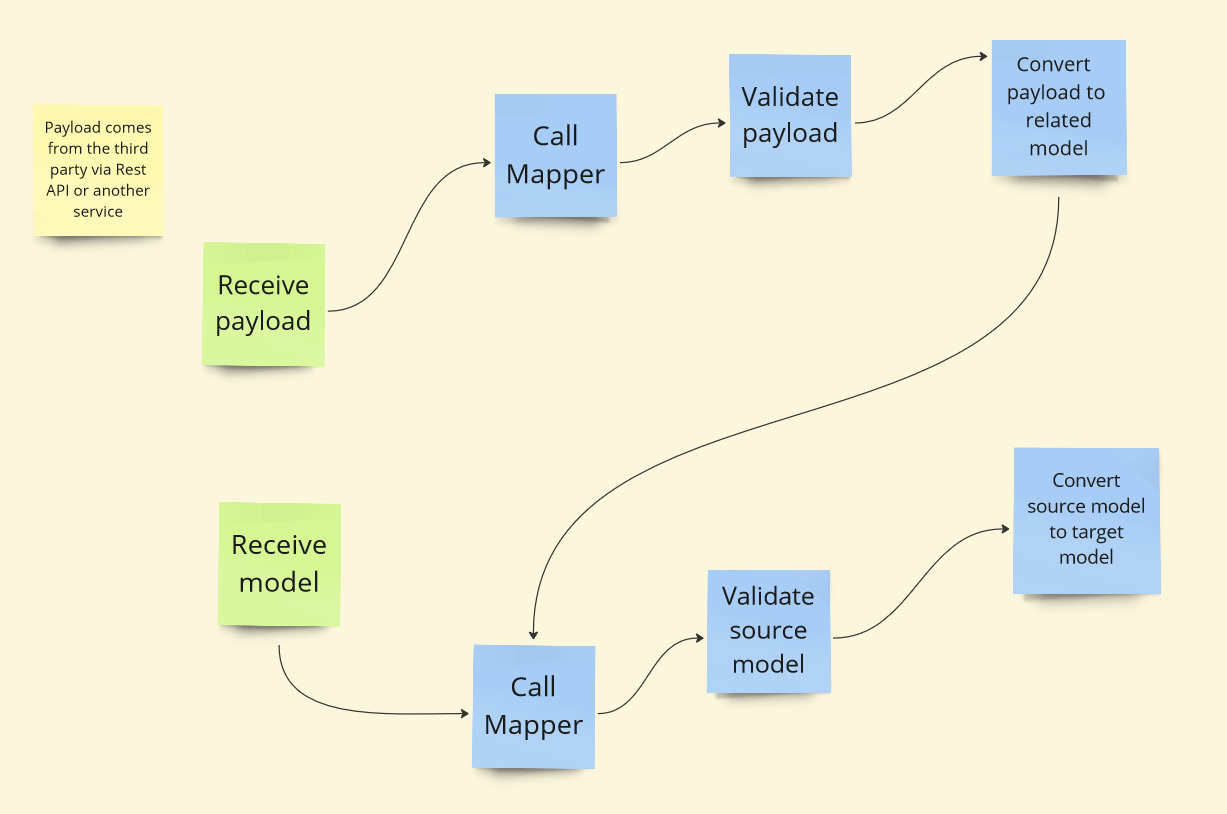 Payload comes
from the third
party via Rest
API or another
service
Receive
payload
Call
Mapper
Validate
payload
Convert
payload to
related
model
Receive
model
Call
Mapper
Validate
source
model
Convert
source model
to target
model